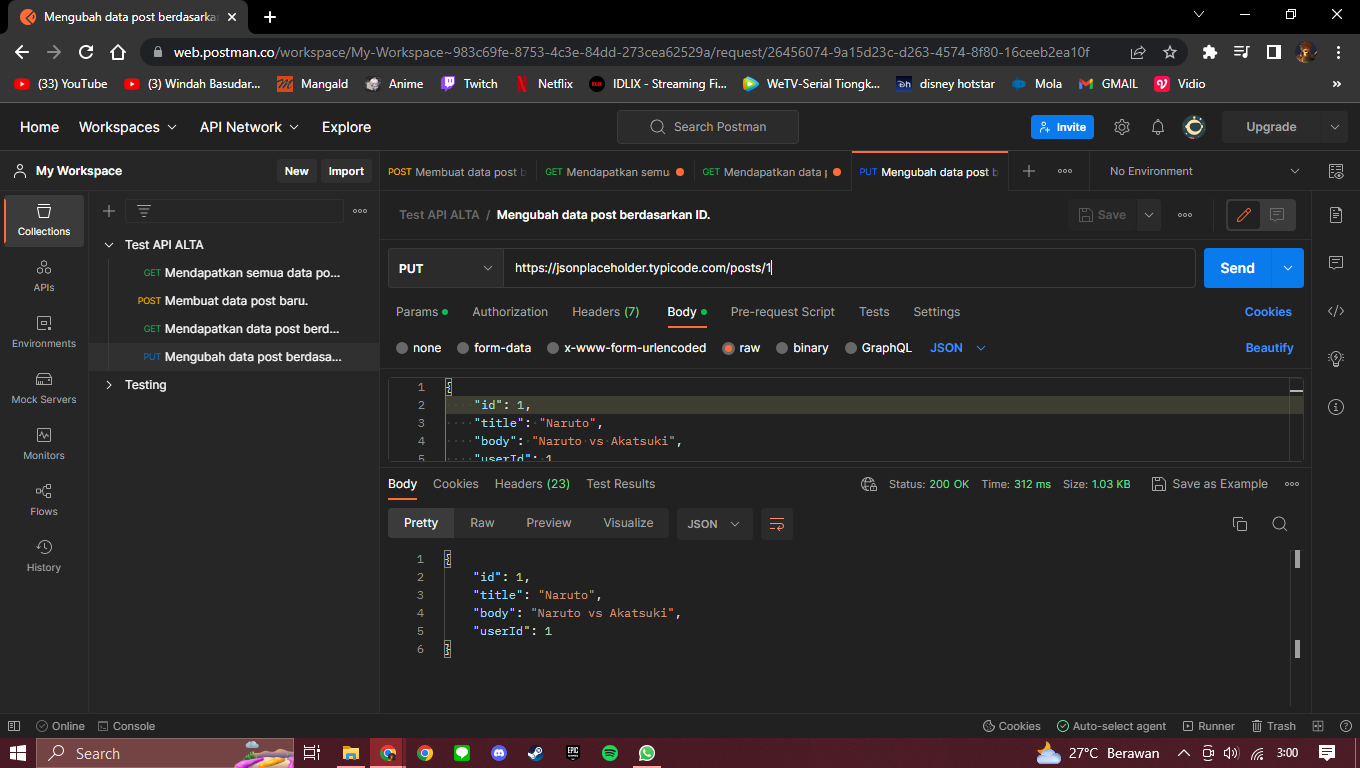 Mengubah data post berdasarkan
web.postman.co/workspace/My-Workspace~983c69fe-8753-4c3e-84dd-273cea62529a/request/26456074-9a15d23c-d263-4574-8f80-16ceeb2ea10f
(33) YouTube (3) Windah Basudar... Mangald Anime Twitch Netflix IDLIX - Streaming Fi... WeTV-Serial Tiongk... disney hotstar Mola GMAIL Vidio »
Home Workspaces API Network Explore Search Postman Invite Upgrade
My Workspace New Import
POST Membuat data post b GET Mendapatkan semu GET Mendapatkan data p PUT Mengubah data post b No Environment
Collections
APIs
Environments
Mock Servers
Monitors
Flows
History
Test API ALTA
GET Mendapatkan semua data po...
POST Membuat data post baru.
GET Mendapatkan data post berd...
PUT Mengubah data post berdasa...
Testing
Test API ALTA / Mengubah data post berdasarkan ID. Save
PUT https://jsonplaceholder.typicode.com/posts/1 Send
Params Authorization Headers (7) Body Pre-request Script Tests Settings Cookies
none form-data x-www-form-urlencoded raw binary GraphQL JSON Beautify
1 {
2 "id": 1,
3 "title": "Naruto",
4 "body": "Naruto vs Akatsuki",
5 "userId": 1
Body Cookies Headers (23) Test Results Status: 200 OK Time: 312 ms Size: 1.03 KB Save as Example
Pretty Raw Preview Visualize JSON
1 {
2 "id": 1,
3 "title": "Naruto",
4 "body": "Naruto vs Akatsuki",
5 "userId": 1
6 }
Online Console Cookies Auto-select agent Runner Trash
Search 27°C Berawan 3:00